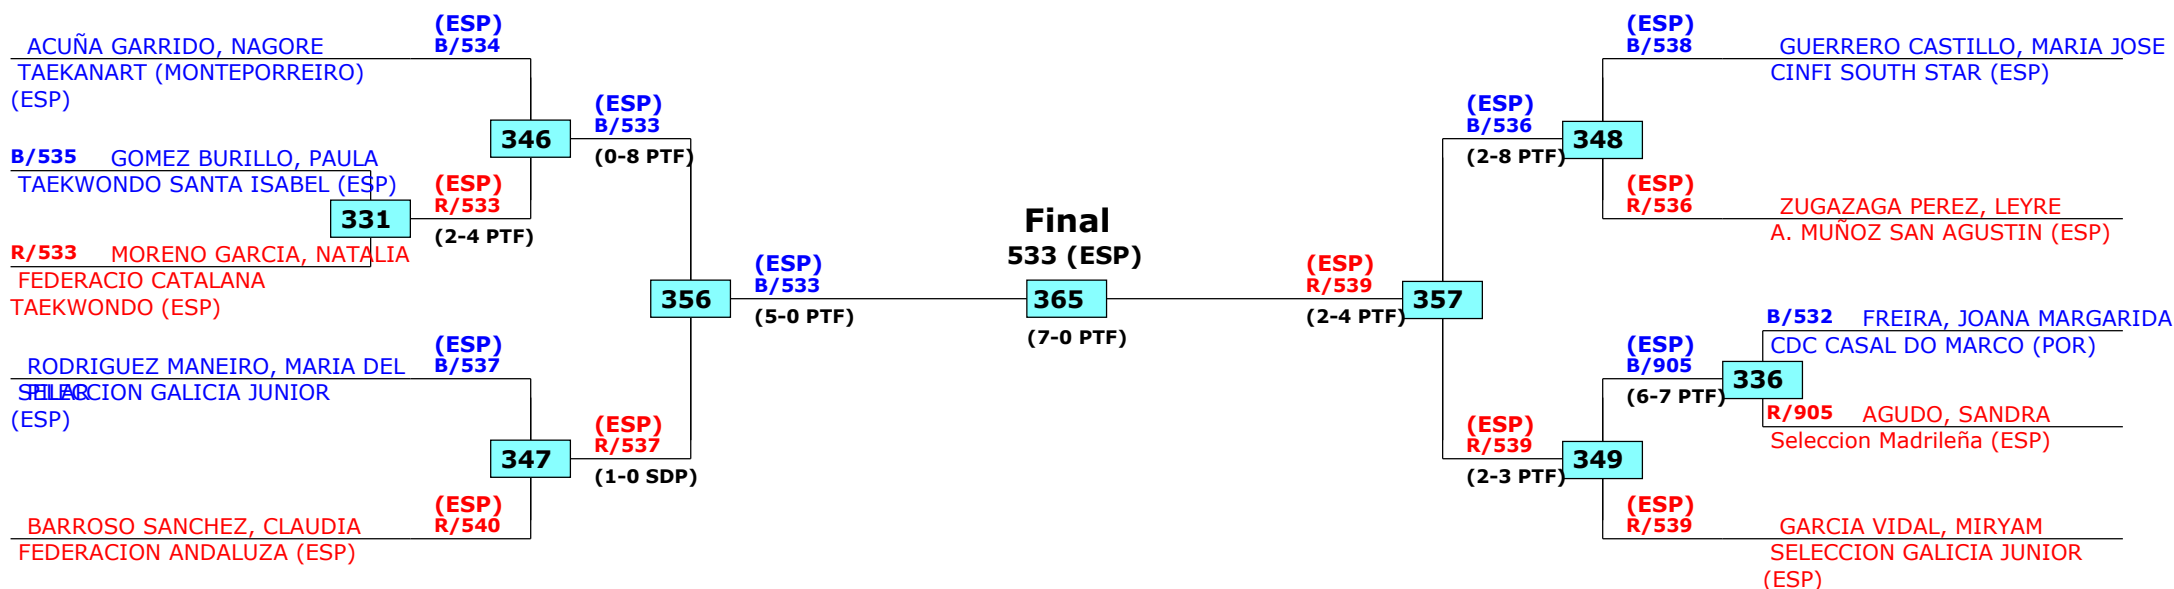 (ESP)
B/534
ACUÑA GARRIDO, NAGORE
TAEKANART (MONTEPORREIRO)
(ESP)
B/535 GOMEZ BURILLO, PAULA
TAEKWONDO SANTA ISABEL (ESP)
331
R/533 MORENO GARCIA, NATALIA
FEDERACIO CATALANA
TAEKWONDO (ESP)
(ESP)
R/533
(2-4 PTF)
346
(ESP)
B/533
(0-8 PTF)
(ESP)
B/537
RODRIGUEZ MANEIRO, MARIA DEL
PILAR
SELECCION GALICIA JUNIOR
(ESP)
347
(ESP)
R/537
(1-0 SDP)
(ESP)
R/540
BARROSO SANCHEZ, CLAUDIA
FEDERACION ANDALUZA (ESP)
356
(ESP)
B/533
(5-0 PTF)
Final
533 (ESP)
365
(7-0 PTF)
(ESP)
R/539
(2-4 PTF)
357
(ESP)
B/536
(2-8 PTF)
348
(ESP)
B/538
GUERRERO CASTILLO, MARIA JOSE
CINFI SOUTH STAR (ESP)
(ESP)
R/536
ZUGAZAGA PEREZ, LEYRE
A. MUÑOZ SAN AGUSTIN (ESP)
(ESP)
R/539
(2-3 PTF)
349
(ESP)
B/905
(6-7 PTF)
336
B/532 FREIRA, JOANA MARGARIDA
CDC CASAL DO MARCO (POR)
R/905 AGUDO, SANDRA
Seleccion Madrileña (ESP)
(ESP)
R/539
GARCIA VIDAL, MIRYAM
SELECCION GALICIA JUNIOR
(ESP)